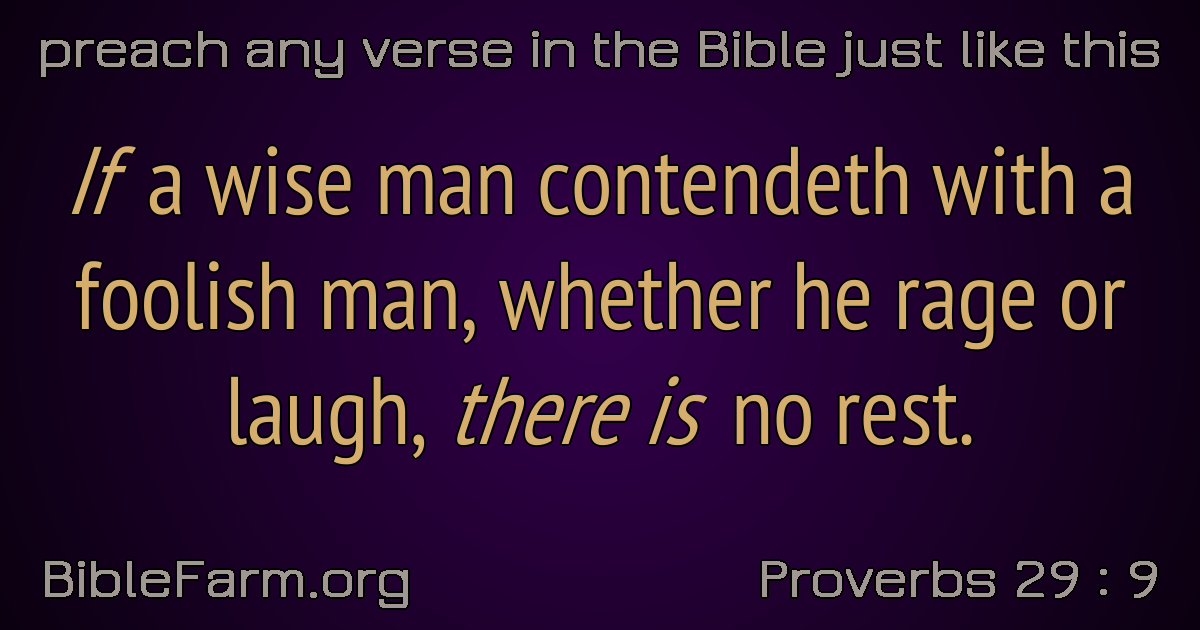 preach any verse in the Bible just like this
If a wise man contendeth with a
foolish man, whether he rage or
laugh, there is no rest.
BibleFarm.org
Proverbs 29 : 9